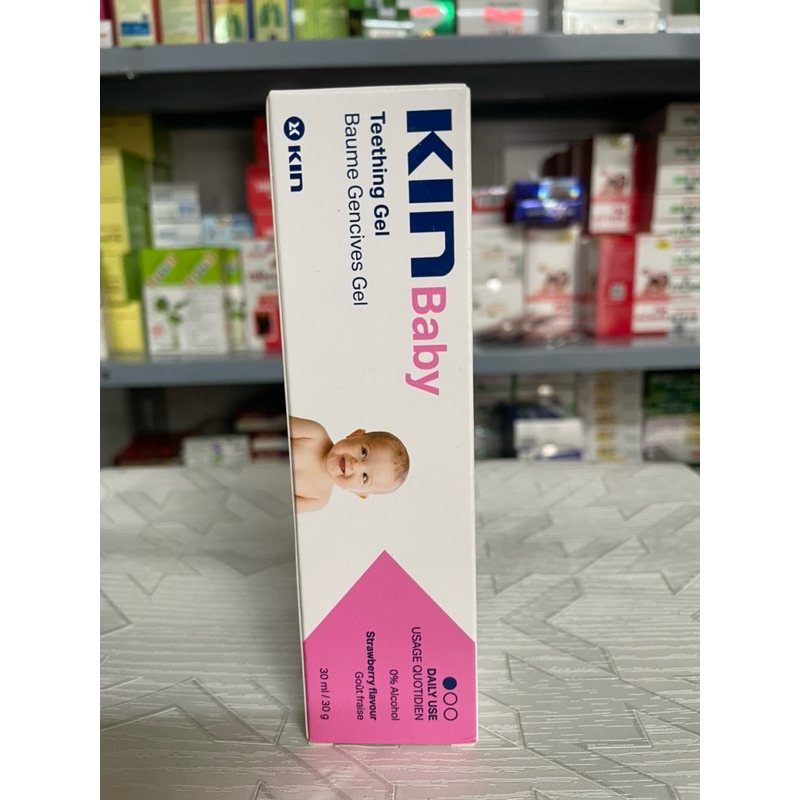 KIN Baby
Teething Gel
Baume Gencives Gel
KIN
DAILY USE
USAGE QUOTIDIEN
0% Alcohol
Strawberry flavour
Goût fraise
30 ml / 30 g